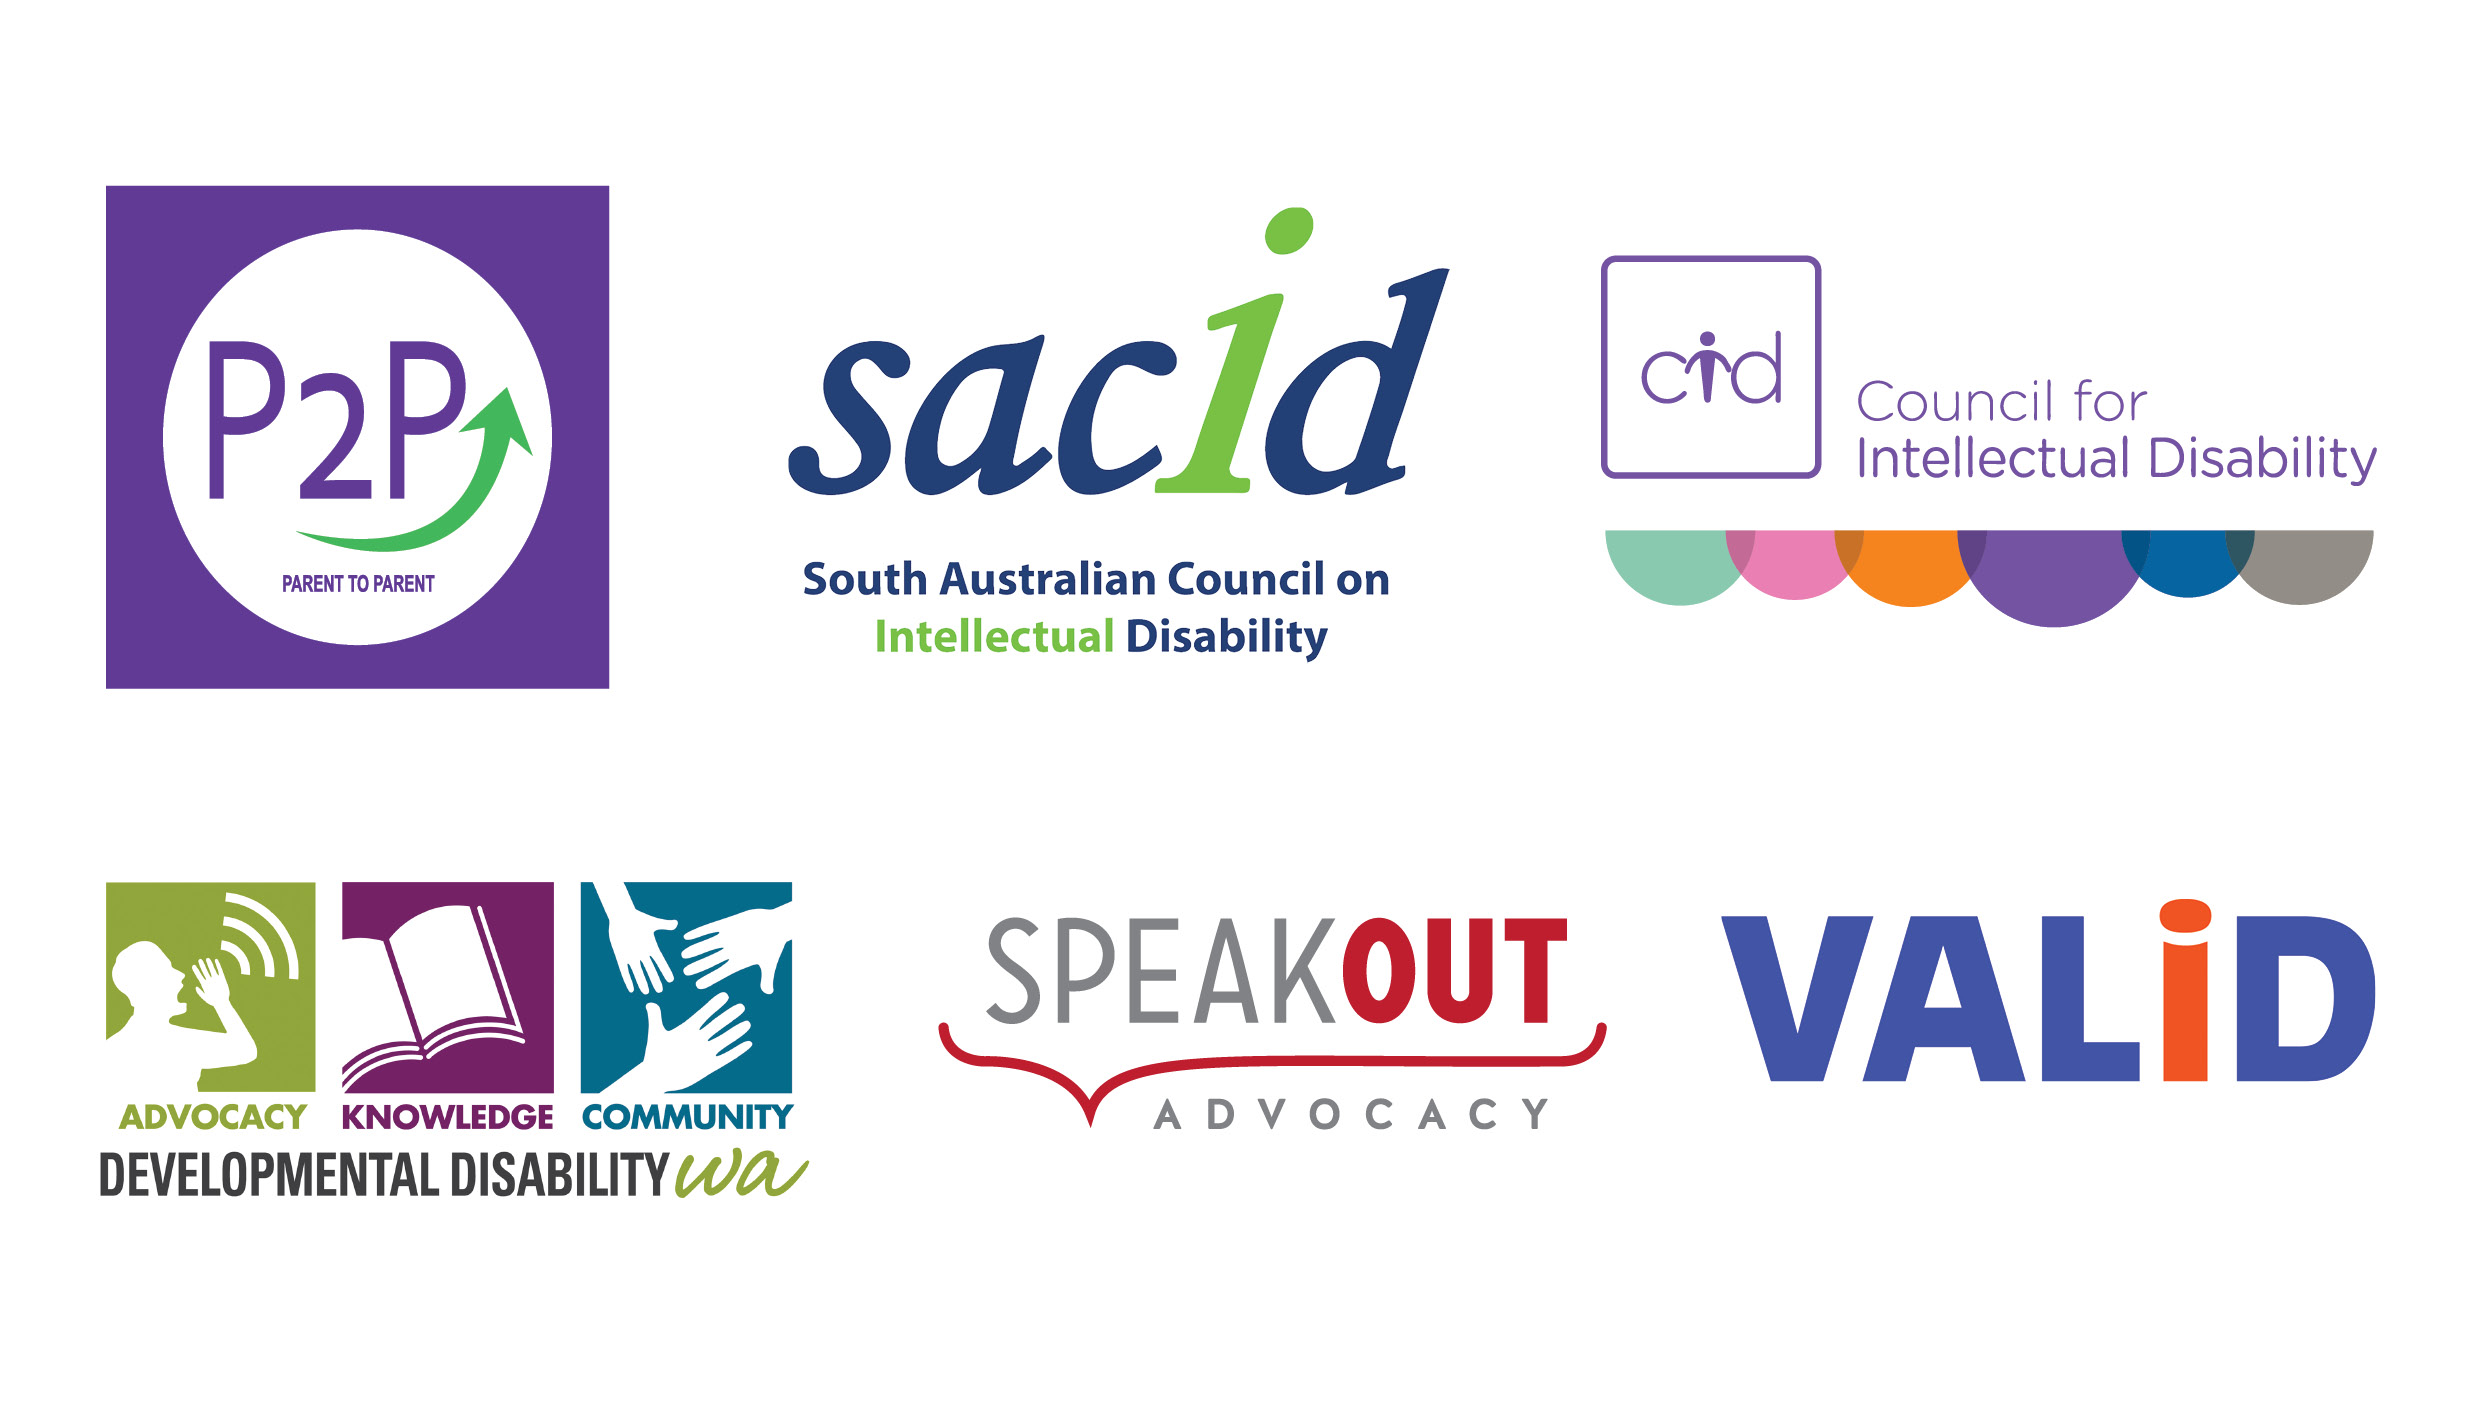 P2P
PARENT TO PARENT
sacid
South Australian Council on
Intellectual Disability
cid
Council for
Intellectual Disability
ADVOCACY KNOWLEDGE COMMUNITY
DEVELOPMENTAL DISABILITY wa
SPEAKOUT
ADVOCACY
VALiD